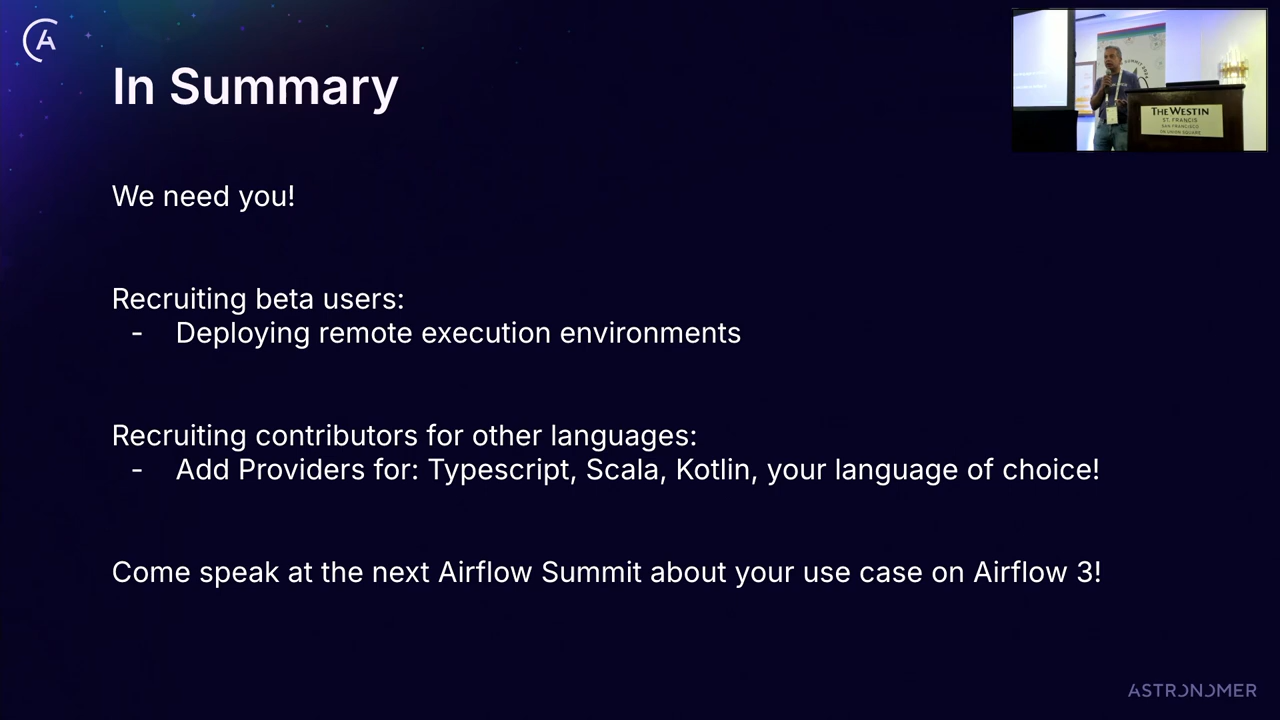 In Summary
We need you!
Recruiting beta users:
- Deploying remote execution environments
Recruiting contributors for other languages:
- Add Providers for: Typescript, Scala, Kotlin, your language of choice!
Come speak at the next Airflow Summit about your use case on Airflow 3!
ASTRONOMER
THE WESTIN
ST. FRANCIS
SAN FRANCISCO
ON UNION SQUARE